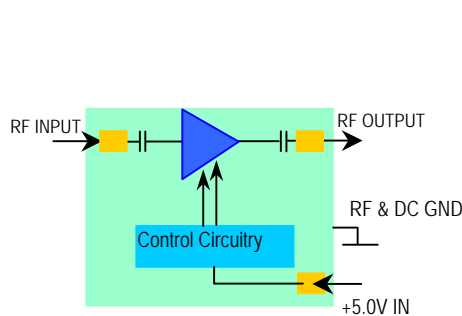 RF INPUT
RF OUTPUT
RF & DC GND
Control Circuitry
+5.0V IN